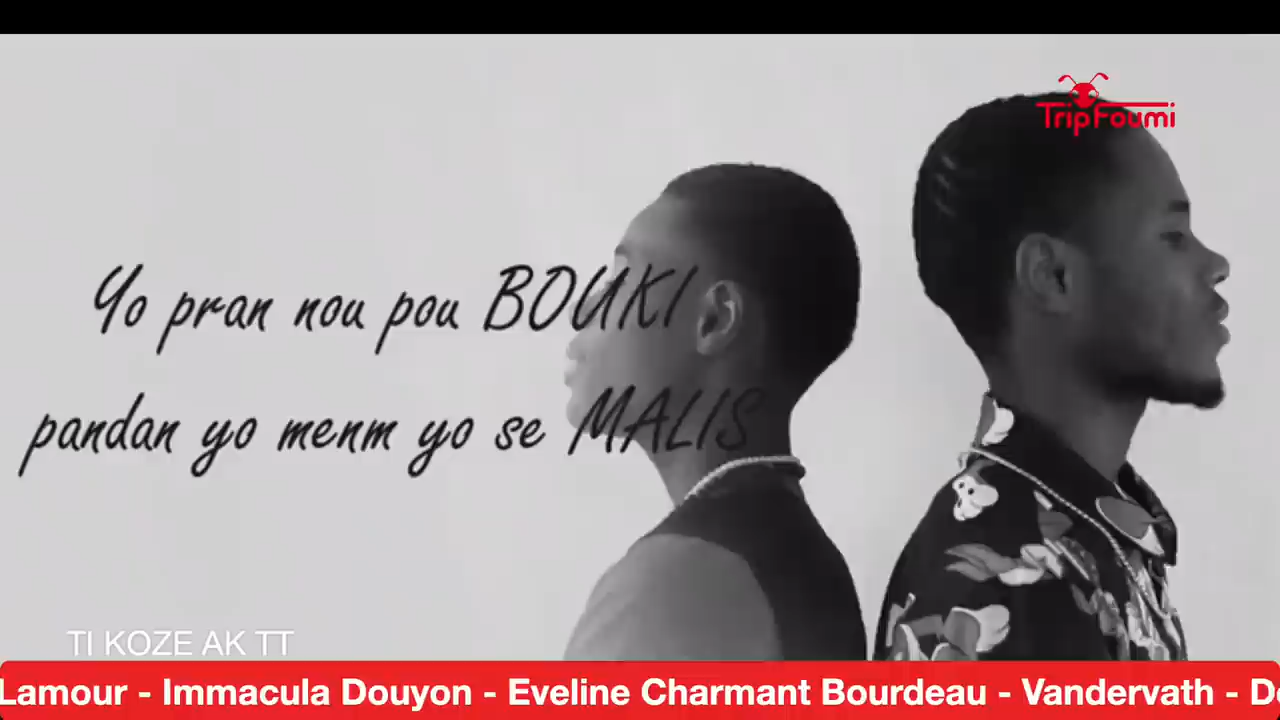 TripFoumi
Yo pran nou pou BOUKI
pandan yo menm yo se MALIS
TI KOZE AK TT
Lamour - Immacula Douyon - Eveline Charmant Bourdeau - Vandervath -